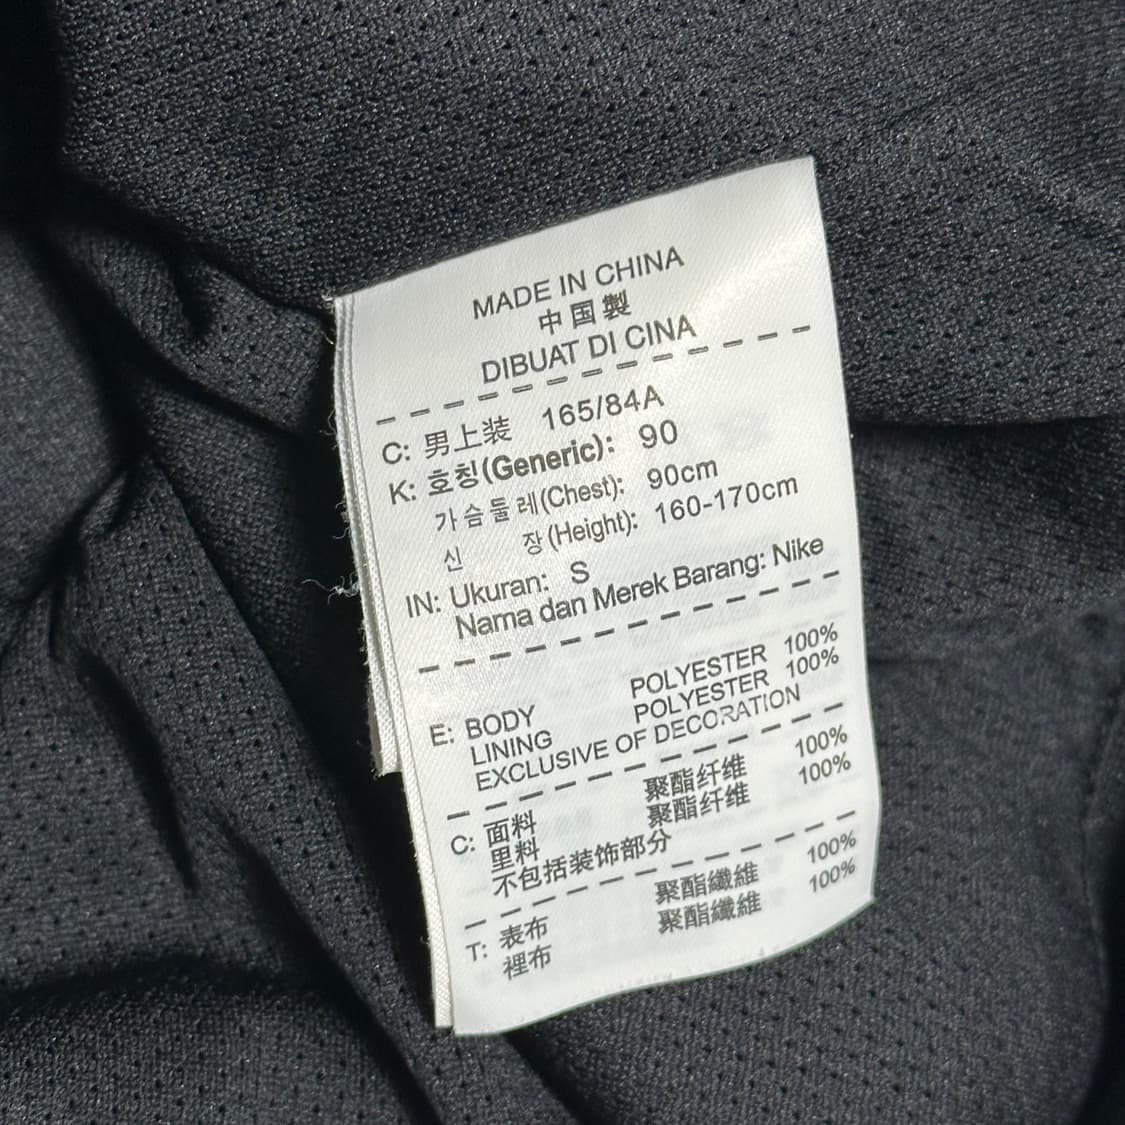 MADE IN CHINA
中国製
DIBUAT DI CINA
C: 男上装 165/84A
K: 호칭(Generic): 90
가슴둘레(Chest): 90cm
신 장(Height): 160-170cm
IN: Ukuran: S
Nama dan Merek Barang: Nike
E: BODY POLYESTER 100%
LINING POLYESTER 100%
EXCLUSIVE OF DECORATION
C: 面料 聚酯纤维 100%
里料 聚酯纤维 100%
不包括装饰部分
T: 表布 聚酯纖維 100%
裡布 聚酯纖維 100%